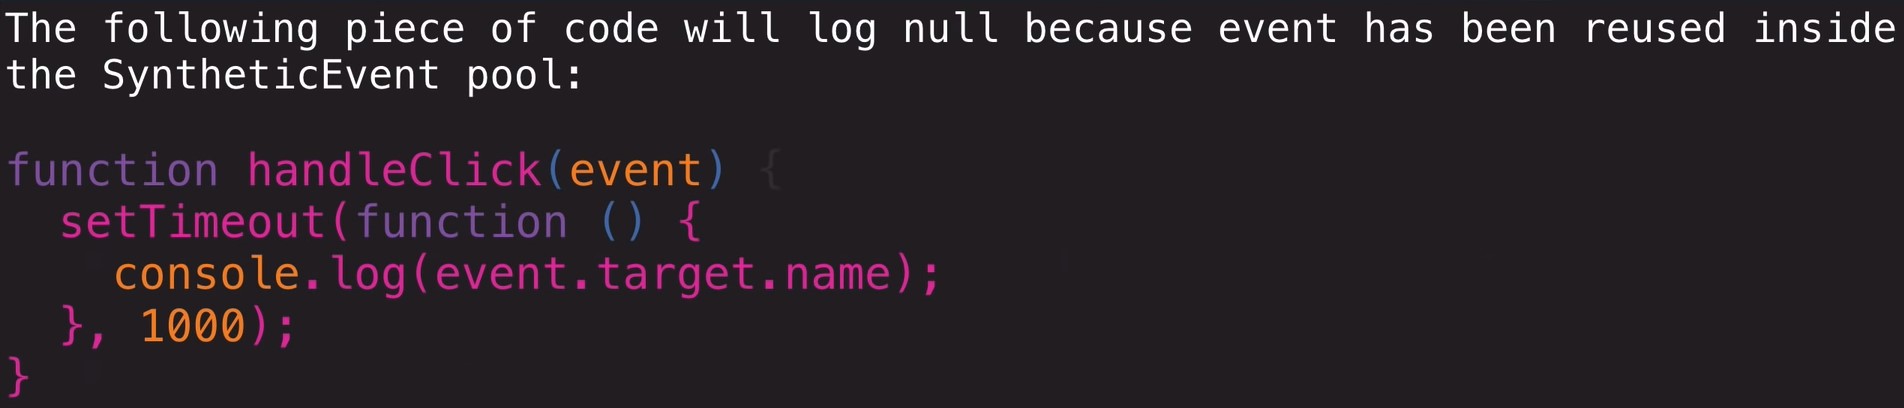 The following piece of code will log null because event has been reused inside
the SyntheticEvent pool:
function handleClick(event) {
  setTimeout(function () {
    console.log(event.target.name);
  }, 1000);
}